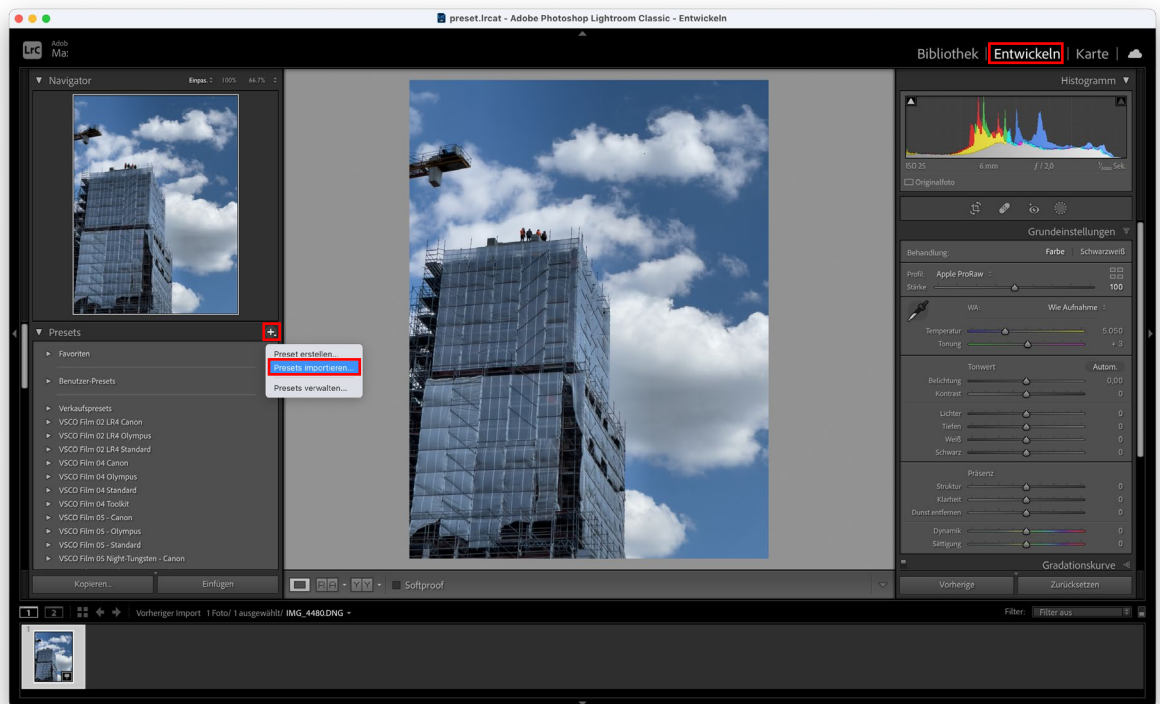 preset.lrcat - Adobe Photoshop Lightroom Classic - Entwickeln
LrC
Adob
Ma:
Bibliothek | Entwickeln | Karte |
Navigator
Einpas.
100%
66.7%
Presets
Favoriten
Benutzer-Presets
Verkaufspresets
VSCO Film 02 LR4 Canon
VSCO Film 02 LR4 Olympus
VSCO Film 02 LR4 Standard
VSCO Film 04 Canon
VSCO Film 04 Olympus
VSCO Film 04 Standard
VSCO Film 04 Toolkit
VSCO Film 05 - Canon
VSCO Film 05 - Olympus
VSCO Film 05 - Standard
VSCO Film 05 Night-Tungsten - Canon
Preset erstellen...
Presets importieren...
Presets verwalten...
Kopieren...
Einfügen
Softproof
Histogramm
ISO 25
6 mm
ƒ / 2,0
Sek.
Originalfoto
Grundeinstellungen
Behandlung:
Farbe
Schwarzweiß
Profil:
Apple ProRaw
Stärke
100
WA:
Wie Aufnahme
Temperatur
5.050
Tonung
+ 3
Tonwert
Autom.
Belichtung
0,00
Kontrast
0
Lichter
0
Tiefen
0
Weiß
0
Schwarz
0
Präsenz
Struktur
0
Klarheit
0
Dunst entfernen
0
Dynamik
0
Sättigung
0
Gradationskurve
Vorherige
Zurücksetzen
1
2
Vorheriger Import
1 Foto/ 1 ausgewählt/ IMG_4480.DNG
Filter:
Filter aus
1